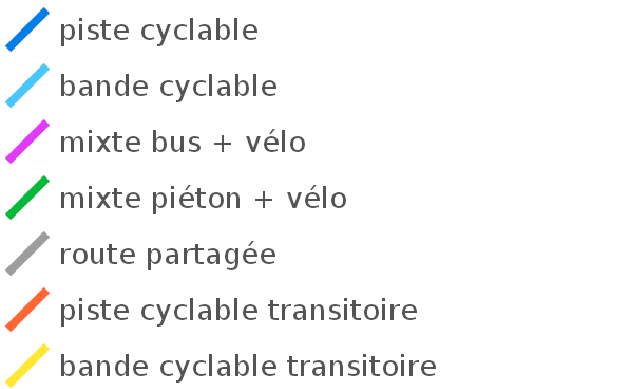 piste cyclable
bande cyclable
mixte bus + vélo
mixte piéton + vélo
route partagée
piste cyclable transitoire
bande cyclable transitoire